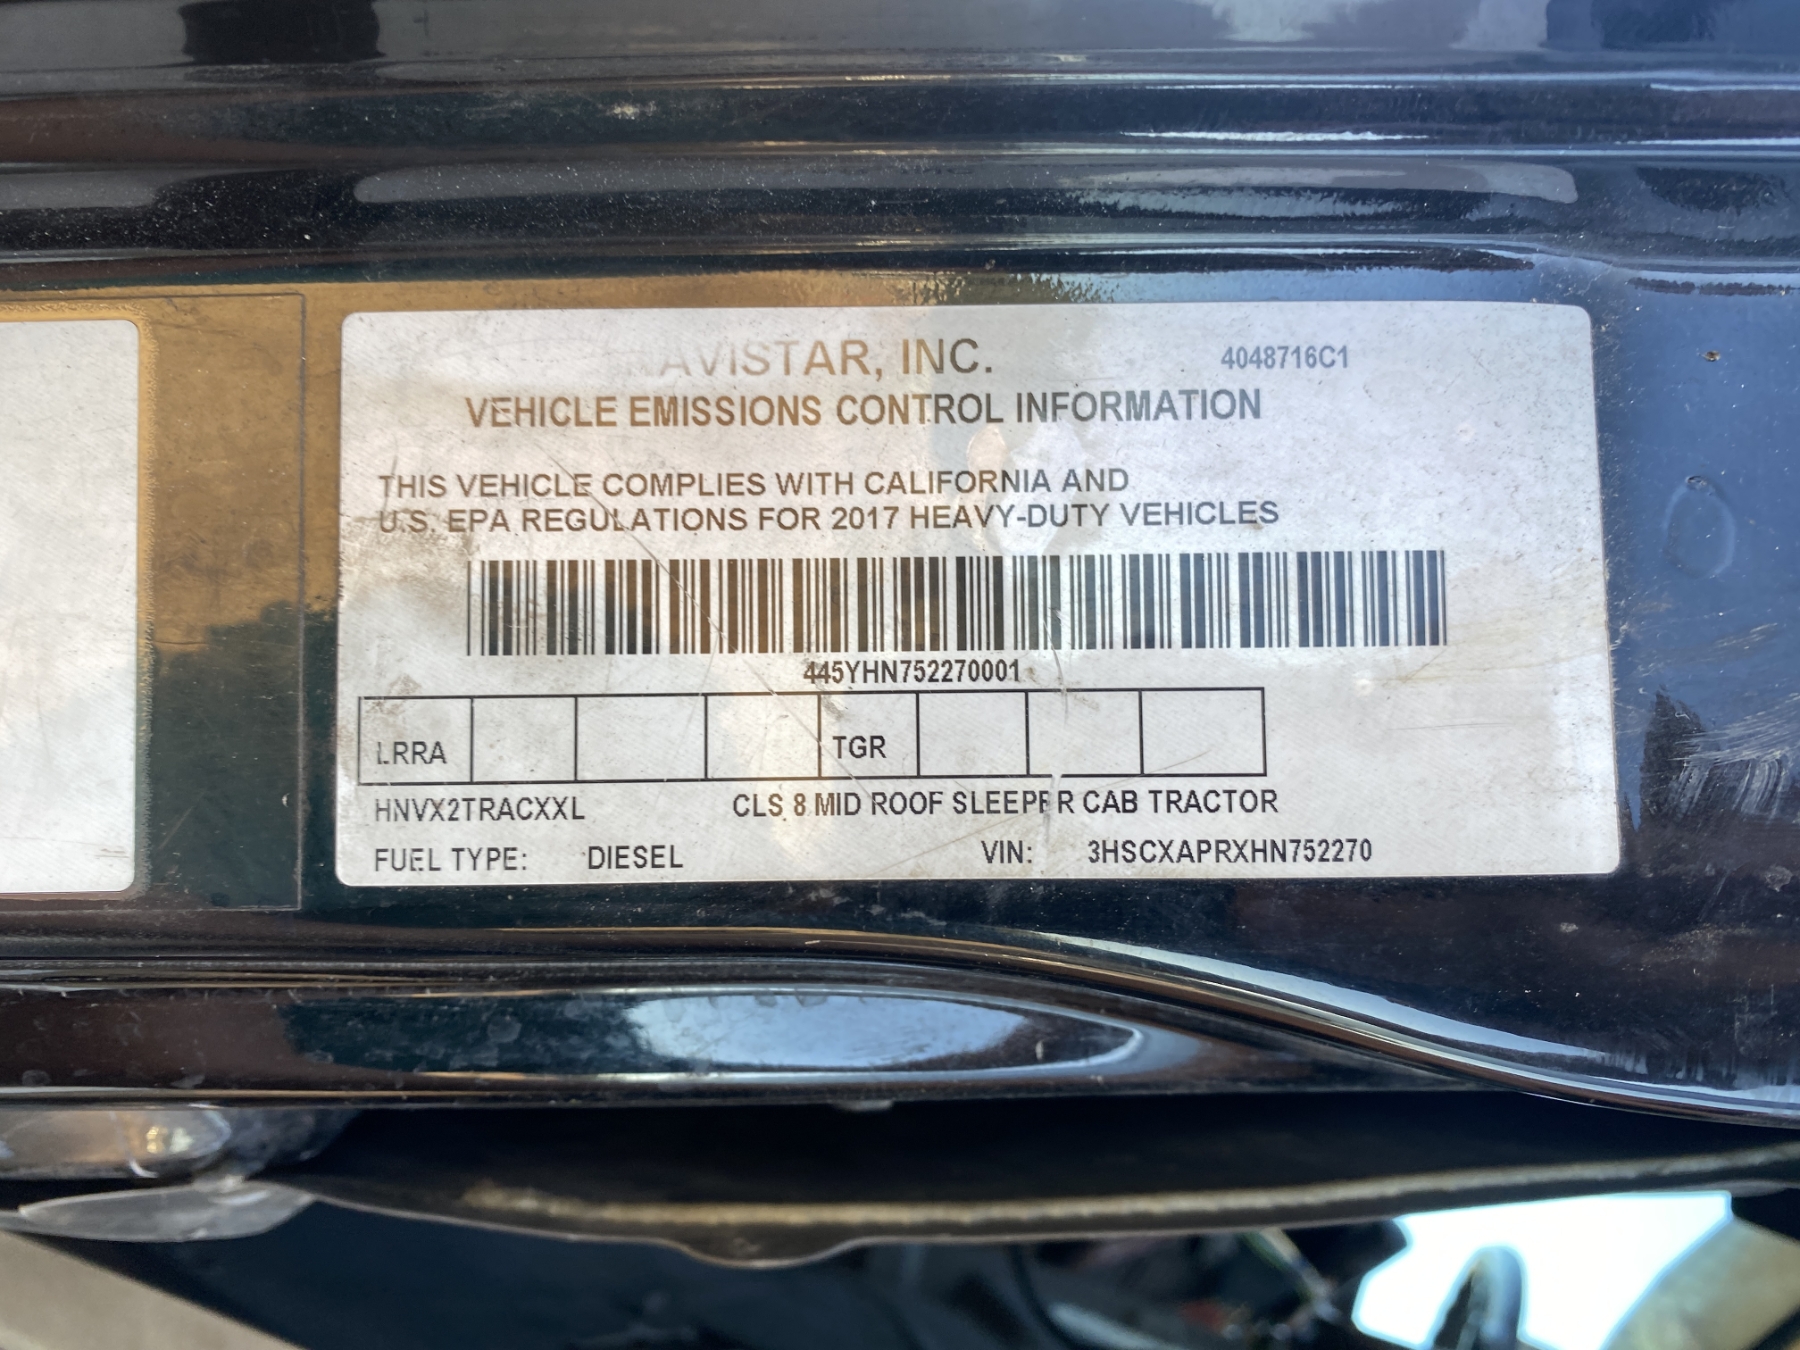 NAVISTAR, INC. 4048716C1
VEHICLE EMISSIONS CONTROL INFORMATION
THIS VEHICLE COMPLIES WITH CALIFORNIA AND
U.S. EPA REGULATIONS FOR 2017 HEAVY-DUTY VEHICLES
445YHN752270001
LRRA TGR
HNVX2TRACXXL CLS 8 MID ROOF SLEEPER CAB TRACTOR
FUEL TYPE: DIESEL VIN: 3HSCXAPRXHN752270